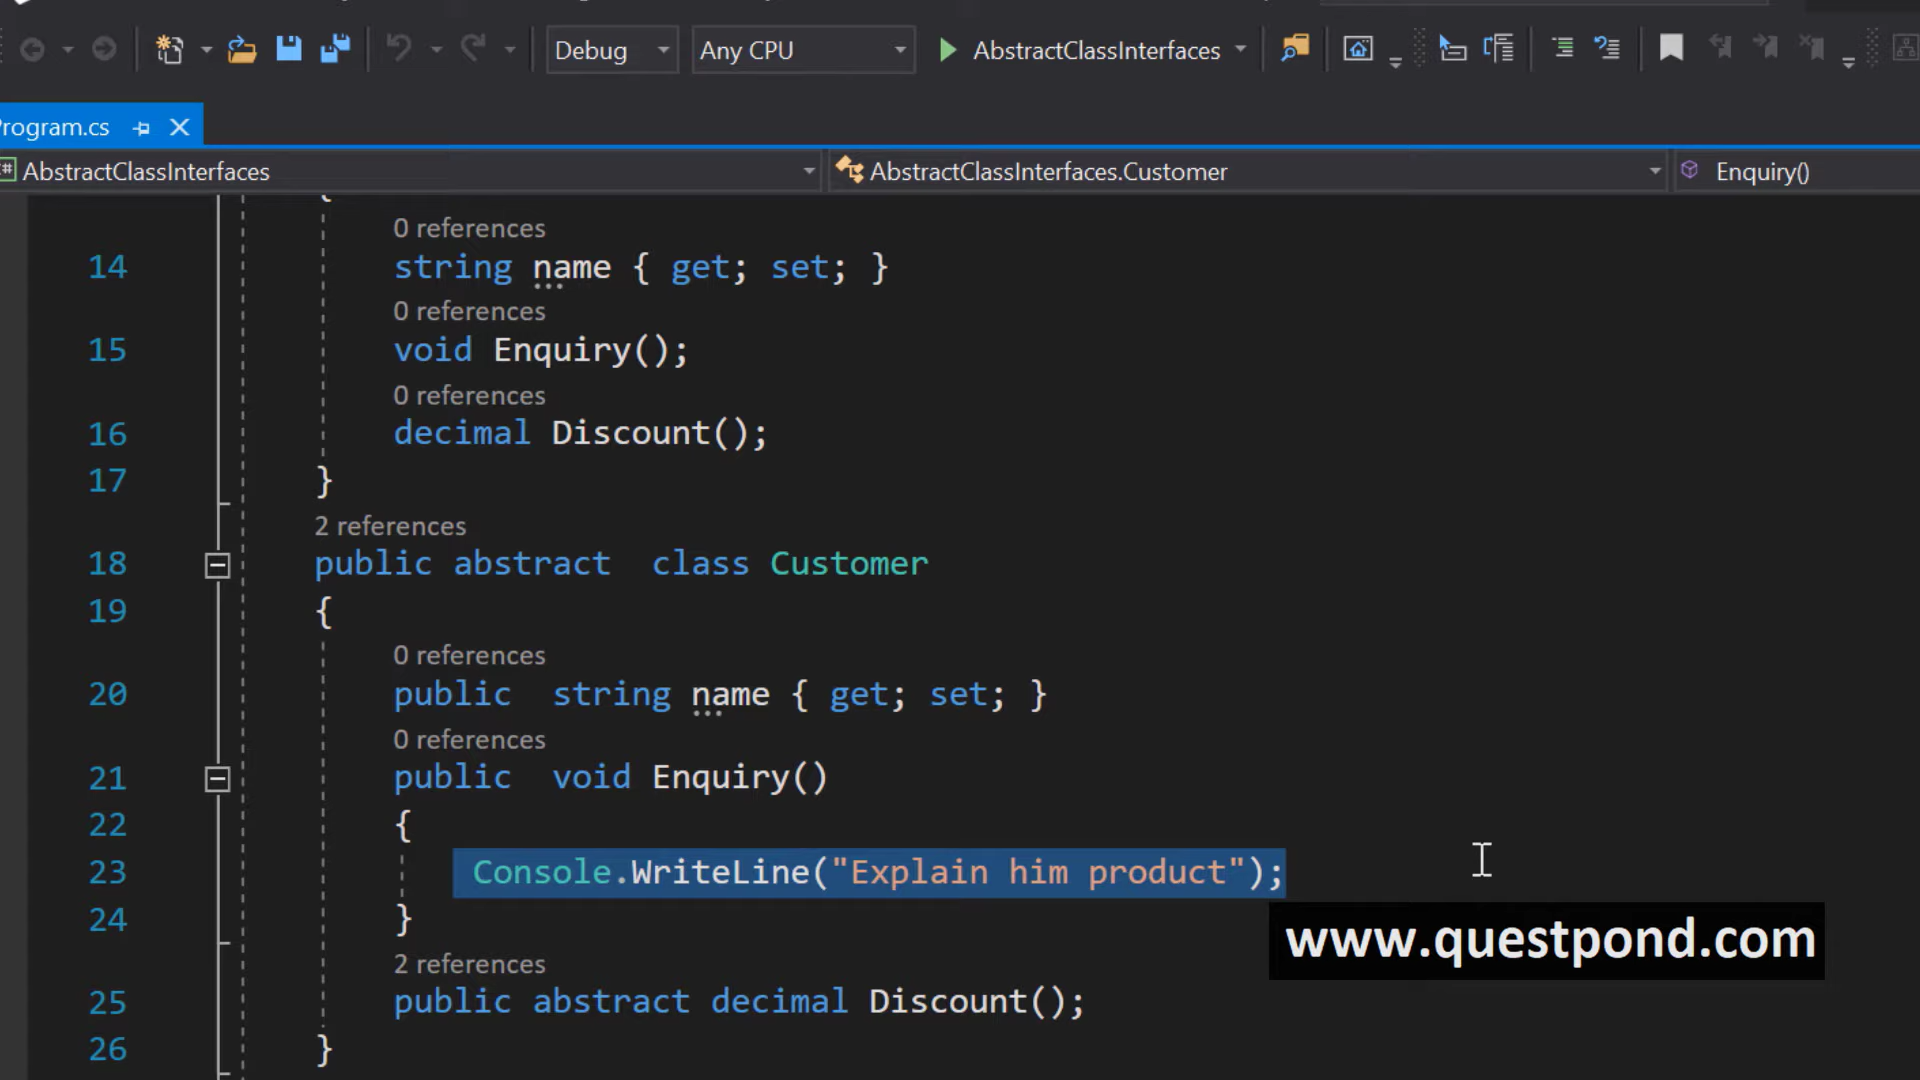 Debug Any CPU AbstractClassInterfaces
rogram.cs
AbstractClassInterfaces AbstractClassInterfaces.Customer Enquiry()
{
0 references
14 string name { get; set; }
0 references
15 void Enquiry();
0 references
16 decimal Discount();
17 }
2 references
18 public abstract  class Customer
19 {
0 references
20 public  string name { get; set; }
0 references
21 public  void Enquiry()
22 {
23 Console.WriteLine("Explain him product");
24 }
www.questpond.com
2 references
25 public abstract decimal Discount();
26 }